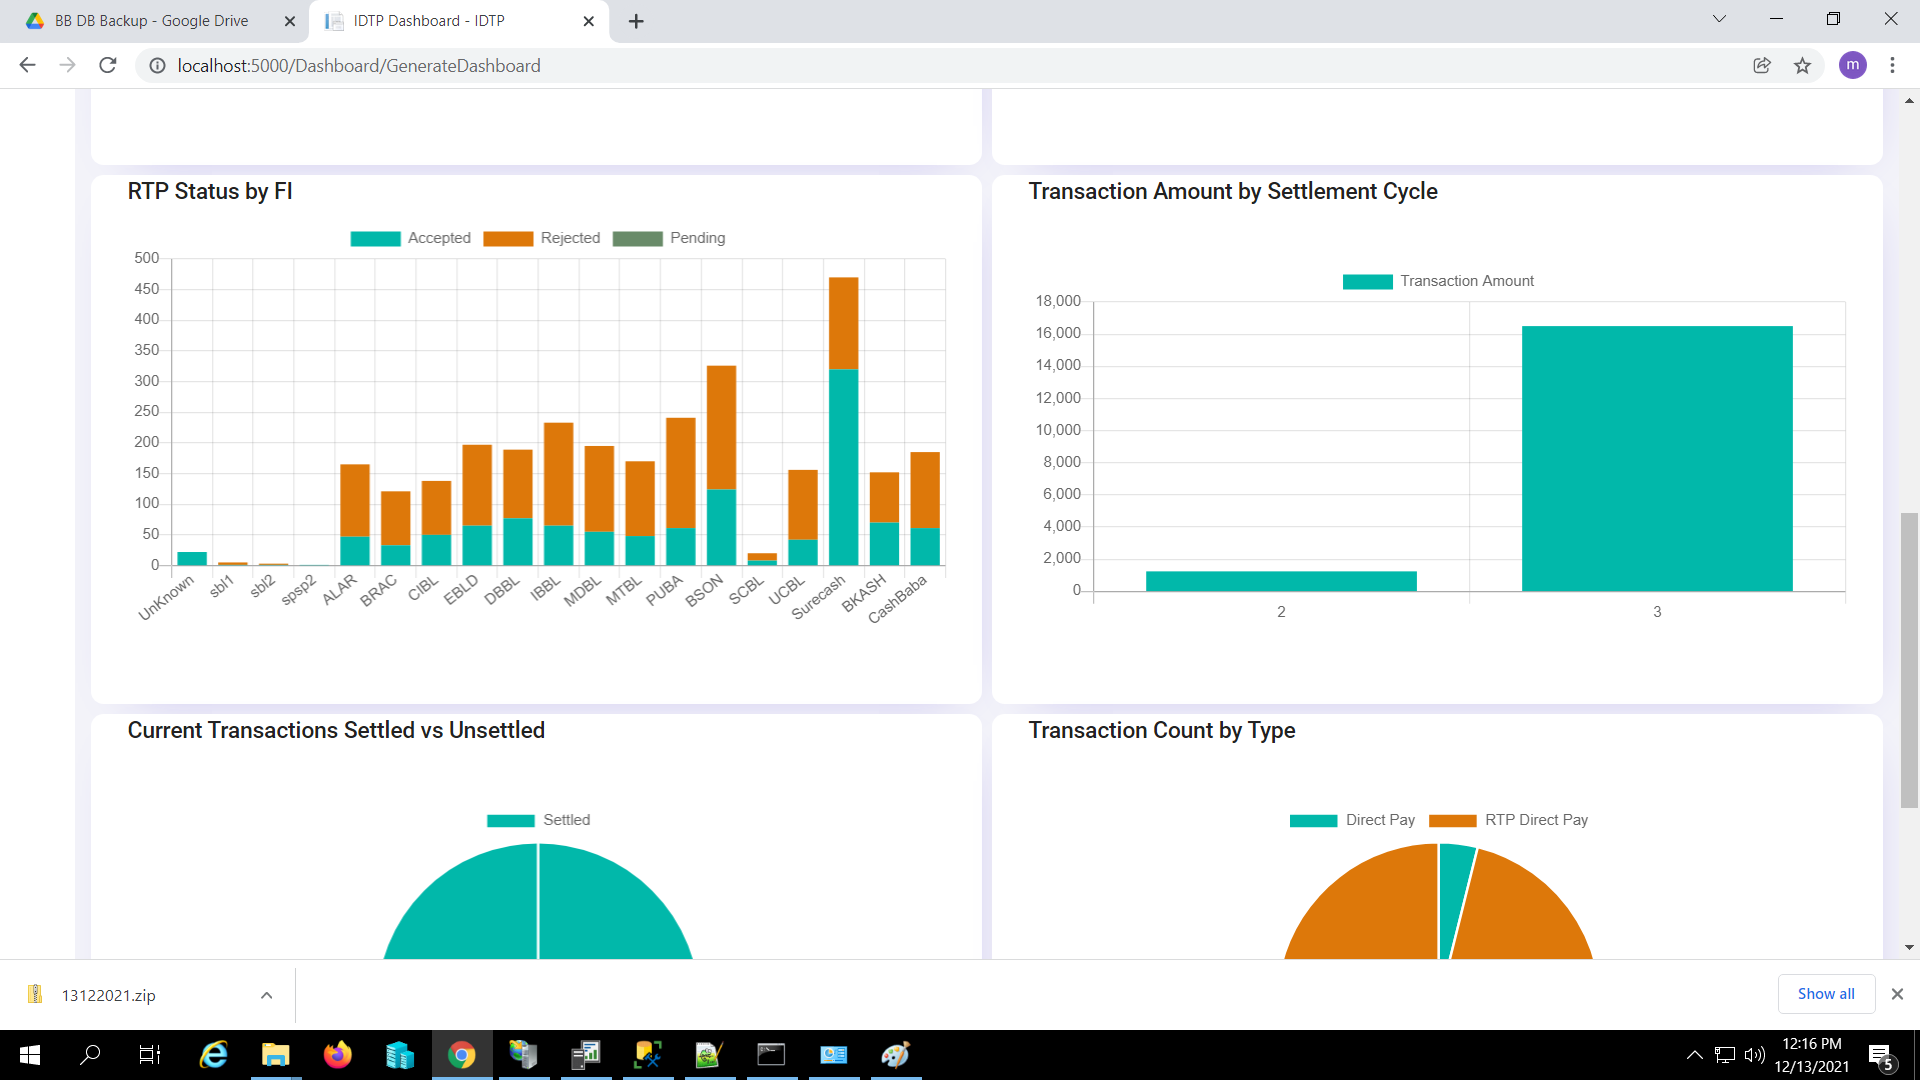 BB DB Backup - Google Drive
IDTP Dashboard - IDTP
localhost:5000/Dashboard/GenerateDashboard
m
RTP Status by FI
Accepted Rejected Pending
500
450
400
350
300
250
200
150
100
50
0
UnKnown sbl1 sbl2 spsp2 ALAR BRAC CIBL EBLD DBBL IBBL MDBL MTBL PUBA BSON SCBL UCBL Surecash BKASH CashBaba
Transaction Amount by Settlement Cycle
Transaction Amount
18,000
16,000
14,000
12,000
10,000
8,000
6,000
4,000
2,000
0
2 3
Current Transactions Settled vs Unsettled
Settled
Transaction Count by Type
Direct Pay RTP Direct Pay
13122021.zip
Show all
12:16 PM
12/13/2021
5